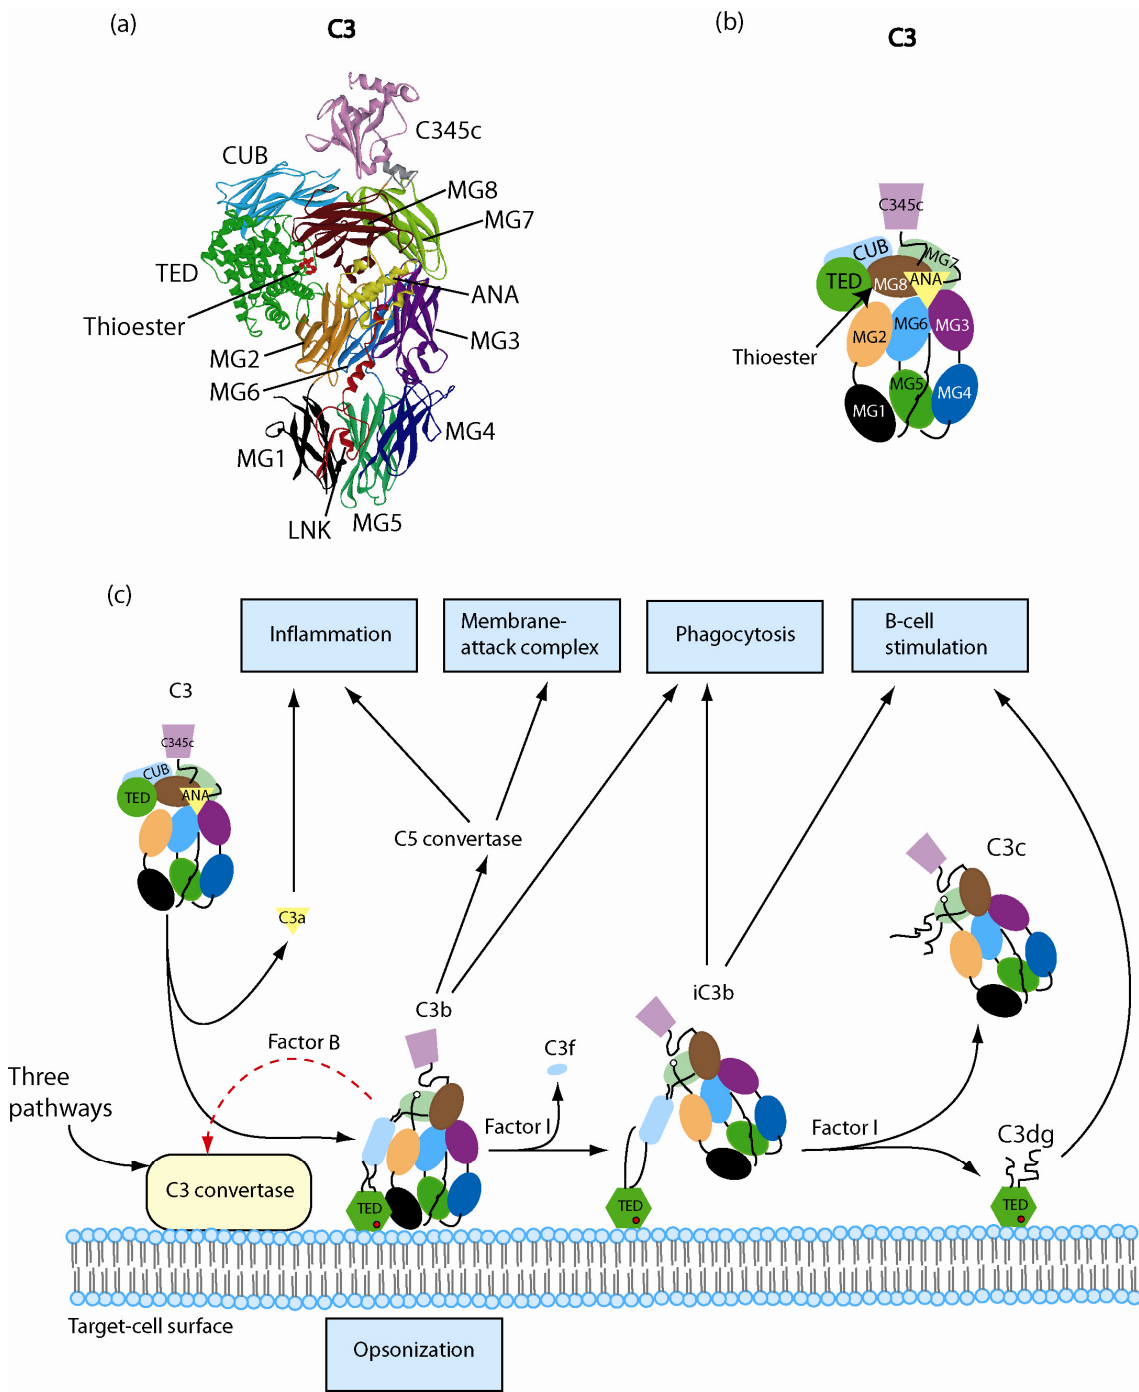 (a)
C3
C345c
CUB
MG8
MG7
TED
ANA
Thioester
MG3
MG2
MG6
MG4
MG1
LNK
MG5
(b)
C3
C345c
CUB
MG7
TED
MG8
ANA
MG2
MG6
MG3
Thioester
MG5
MG4
MG1
(c)
Inflammation
Membrane-
attack complex
Phagocytosis
B-cell
stimulation
C3
C345c
CUB
TED
ANA
C5 convertase
C3c
C3a
iC3b
C3b
Factor B
C3f
Three
pathways
Factor I
Factor I
C3dg
C3 convertase
TED
TED
TED
Target-cell surface
Opsonization